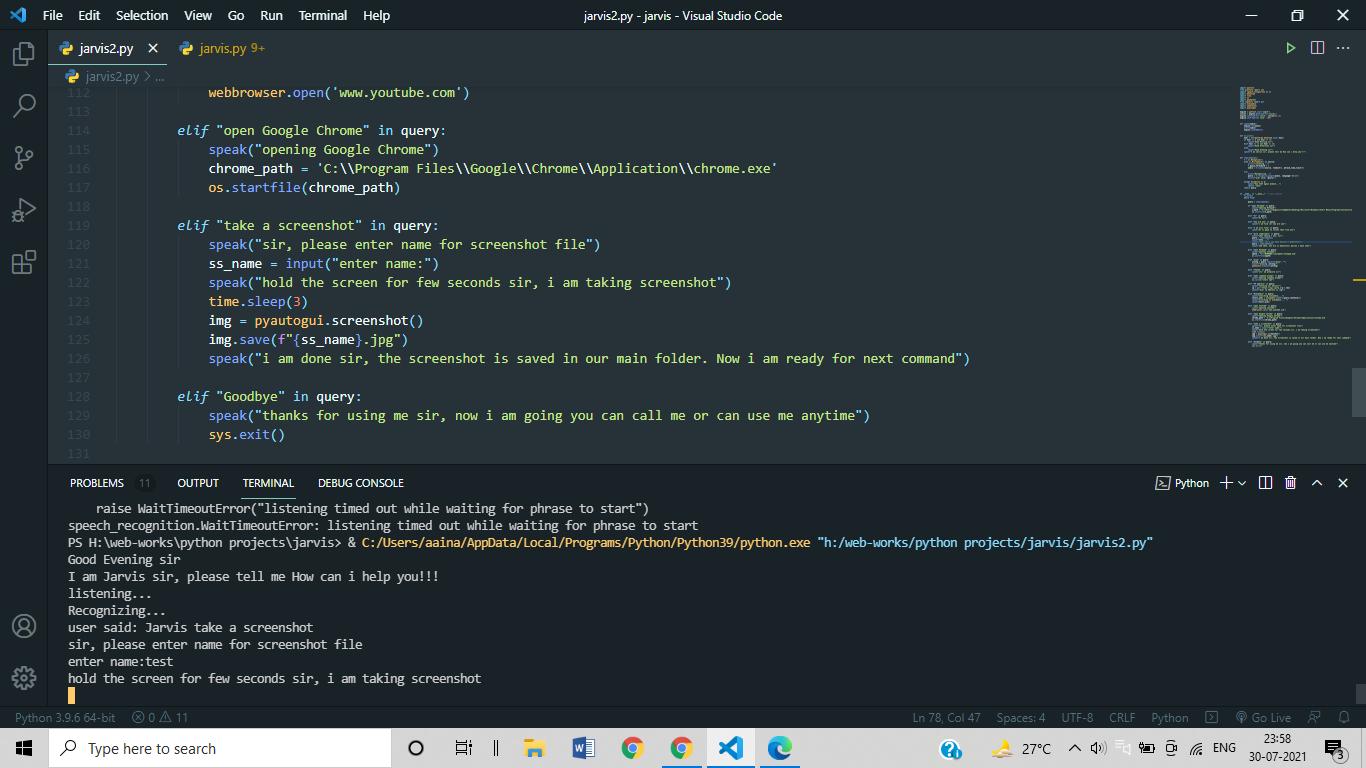 File Edit Selection View Go Run Terminal Help
jarvis2.py - jarvis - Visual Studio Code
jarvis2.py
jarvis.py 9+
jarvis2.py > ...
112 webbrowser.open('www.youtube.com')
113
114 elif "open Google Chrome" in query:
115 speak("opening Google Chrome")
116 chrome_path = 'C:\\Program Files\\Google\\Chrome\\Application\\chrome.exe'
117 os.startfile(chrome_path)
118
119 elif "take a screenshot" in query:
120 speak("sir, please enter name for screenshot file")
121 ss_name = input("enter name:")
122 speak("hold the screen for few seconds sir, i am taking screenshot")
123 time.sleep(3)
124 img = pyautogui.screenshot()
125 img.save(f"{ss_name}.jpg")
126 speak("i am done sir, the screenshot is saved in our main folder. Now i am ready for next command")
127
128 elif "Goodbye" in query:
129 speak("thanks for using me sir, now i am going you can call me or can use me anytime")
130 sys.exit()
131
PROBLEMS 11 OUTPUT TERMINAL DEBUG CONSOLE
Python
raise WaitTimeoutError("listening timed out while waiting for phrase to start")
speech_recognition.WaitTimeoutError: listening timed out while waiting for phrase to start
PS H:\web-works\python projects\jarvis> & C:/Users/aaina/AppData/Local/Programs/Python/Python39/python.exe "h:/web-works/python projects/jarvis/jarvis2.py"
Good Evening sir
I am Jarvis sir, please tell me How can i help you!!!
listening...
Recognizing...
user said: Jarvis take a screenshot
sir, please enter name for screenshot file
enter name:test
hold the screen for few seconds sir, i am taking screenshot
Python 3.9.6 64-bit 0 11
Ln 78, Col 47 Spaces: 4 UTF-8 CRLF Python Go Live
Type here to search
27°C ENG
23:58
30-07-2021
3